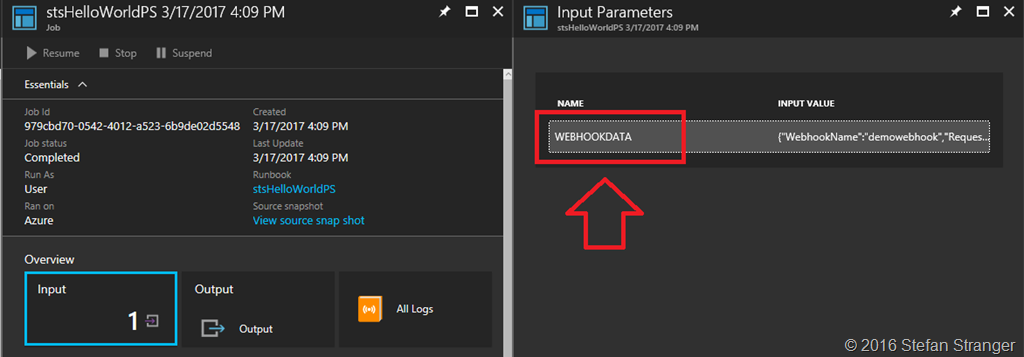 stsHelloWorldPS 3/17/2017 4:09 PM
Job
Resume Stop Suspend
Essentials
Job Id
979cbd70-0542-4012-a523-6b9de02d5548
Job status
Completed
Run As
User
Ran on
Azure
Created
3/17/2017 4:09 PM
Last Update
3/17/2017 4:09 PM
Runbook
stsHelloWorldPS
Source snapshot
View source snap shot
Overview
Input
1
Output
Output
All Logs
Input Parameters
stsHelloWorldPS 3/17/2017 4:09 PM
NAME INPUT VALUE
WEBHOOKDATA {"WebhookName":"demowebhook","Reques...
© 2016 Stefan Stranger